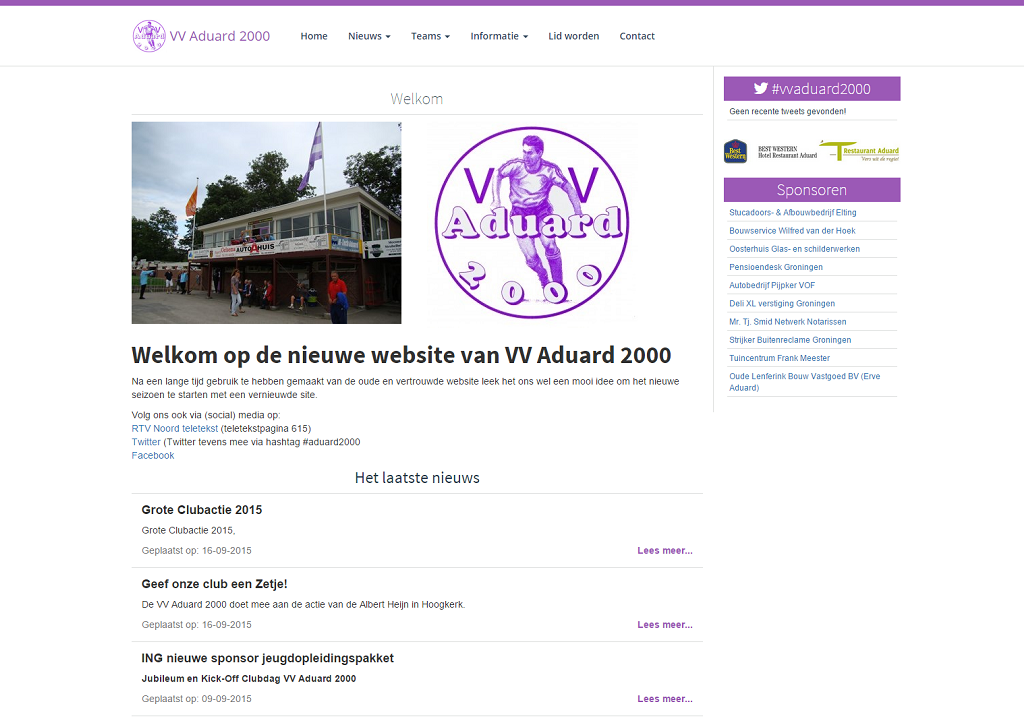 VV Aduard 2000
Home Nieuws Teams Informatie Lid worden Contact
Welkom
AUTOHUIS
V V
Aduard
2000
Welkom op de nieuwe website van VV Aduard 2000
Na een lange tijd gebruik te hebben gemaakt van de oude en vertrouwde website leek het ons wel een mooi idee om het nieuwe
seizoen te starten met een vernieuwde site.
Volg ons ook via (social) media op:
RTV Noord teletekst (teletekstpagina 615)
Twitter (Twitter tevens mee via hashtag #aduard2000
Facebook
Het laatste nieuws
Grote Clubactie 2015
Grote Clubactie 2015,
Geplaatst op: 16-09-2015 Lees meer...
Geef onze club een Zetje!
De VV Aduard 2000 doet mee aan de actie van de Albert Heijn in Hoogkerk.
Geplaatst op: 16-09-2015 Lees meer...
ING nieuwe sponsor jeugdopleidingspakket
Jubileum en Kick-Off Clubdag VV Aduard 2000
Geplaatst op: 09-09-2015 Lees meer...
#vvaduard2000
Geen recente tweets gevonden!
Best Western
BEST WESTERN
Hotel Restaurant Aduard
Restaurant Aduard
Vers uit de regio!
Sponsoren
Stucadoors- & Afbouwbedrijf Elting
Bouwservice Wilfred van der Hoek
Oosterhuis Glas- en schilderwerken
Pensioendesk Groningen
Autobedrijf Pijpker VOF
Deli XL verstiging Groningen
Mr. Tj. Smid Netwerk Notarissen
Strijker Buitenreclame Groningen
Tuincentrum Frank Meester
Oude Lenferink Bouw Vastgoed BV (Erve
Aduard)